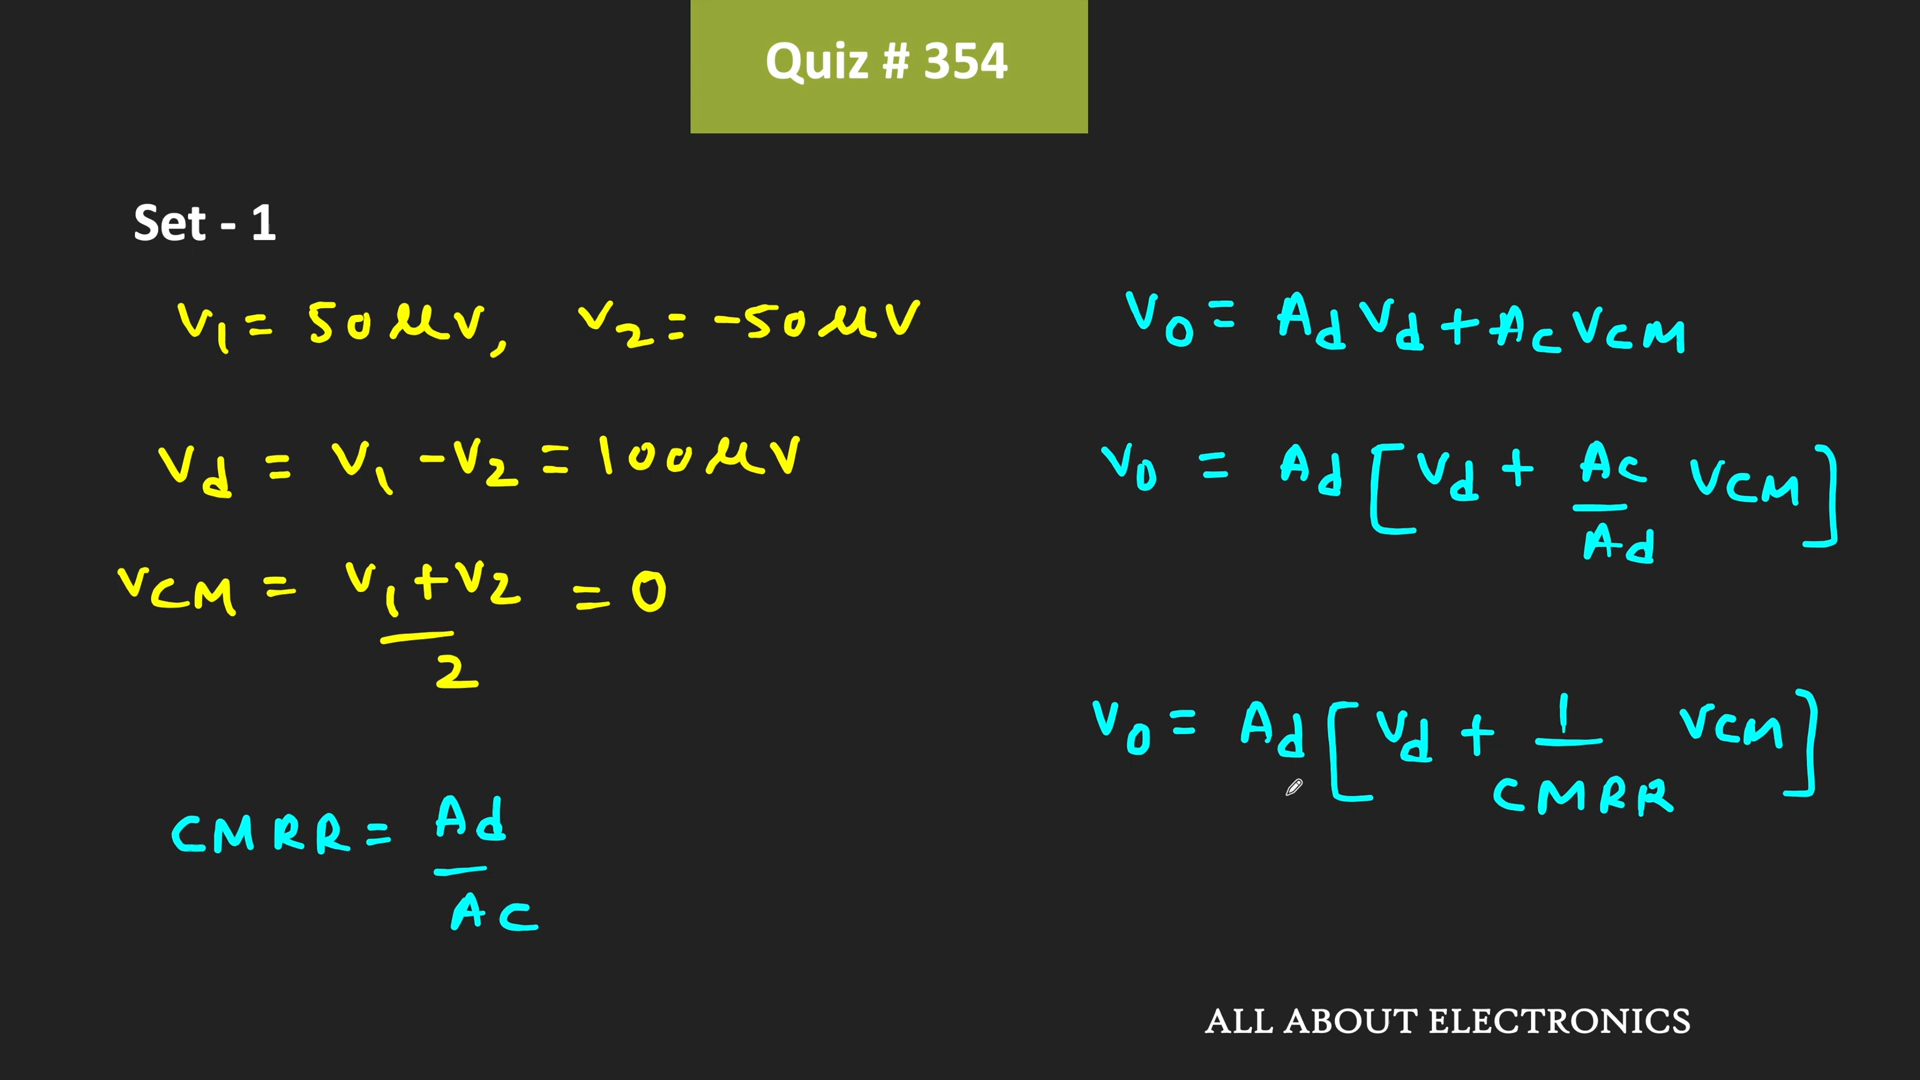 Quiz # 354
Set - 1
V1 = 50 μV, V2 = -50 μV
Vd = V1 - V2 = 100 μV
VCM = V1 + V2 / 2 = 0
CMRR = Ad / Ac
Vo = Ad Vd + Ac VCM
Vo = Ad [Vd + Ac / Ad VCM]
Vo = Ad [Vd + 1 / CMRR VCM]
ALL ABOUT ELECTRONICS